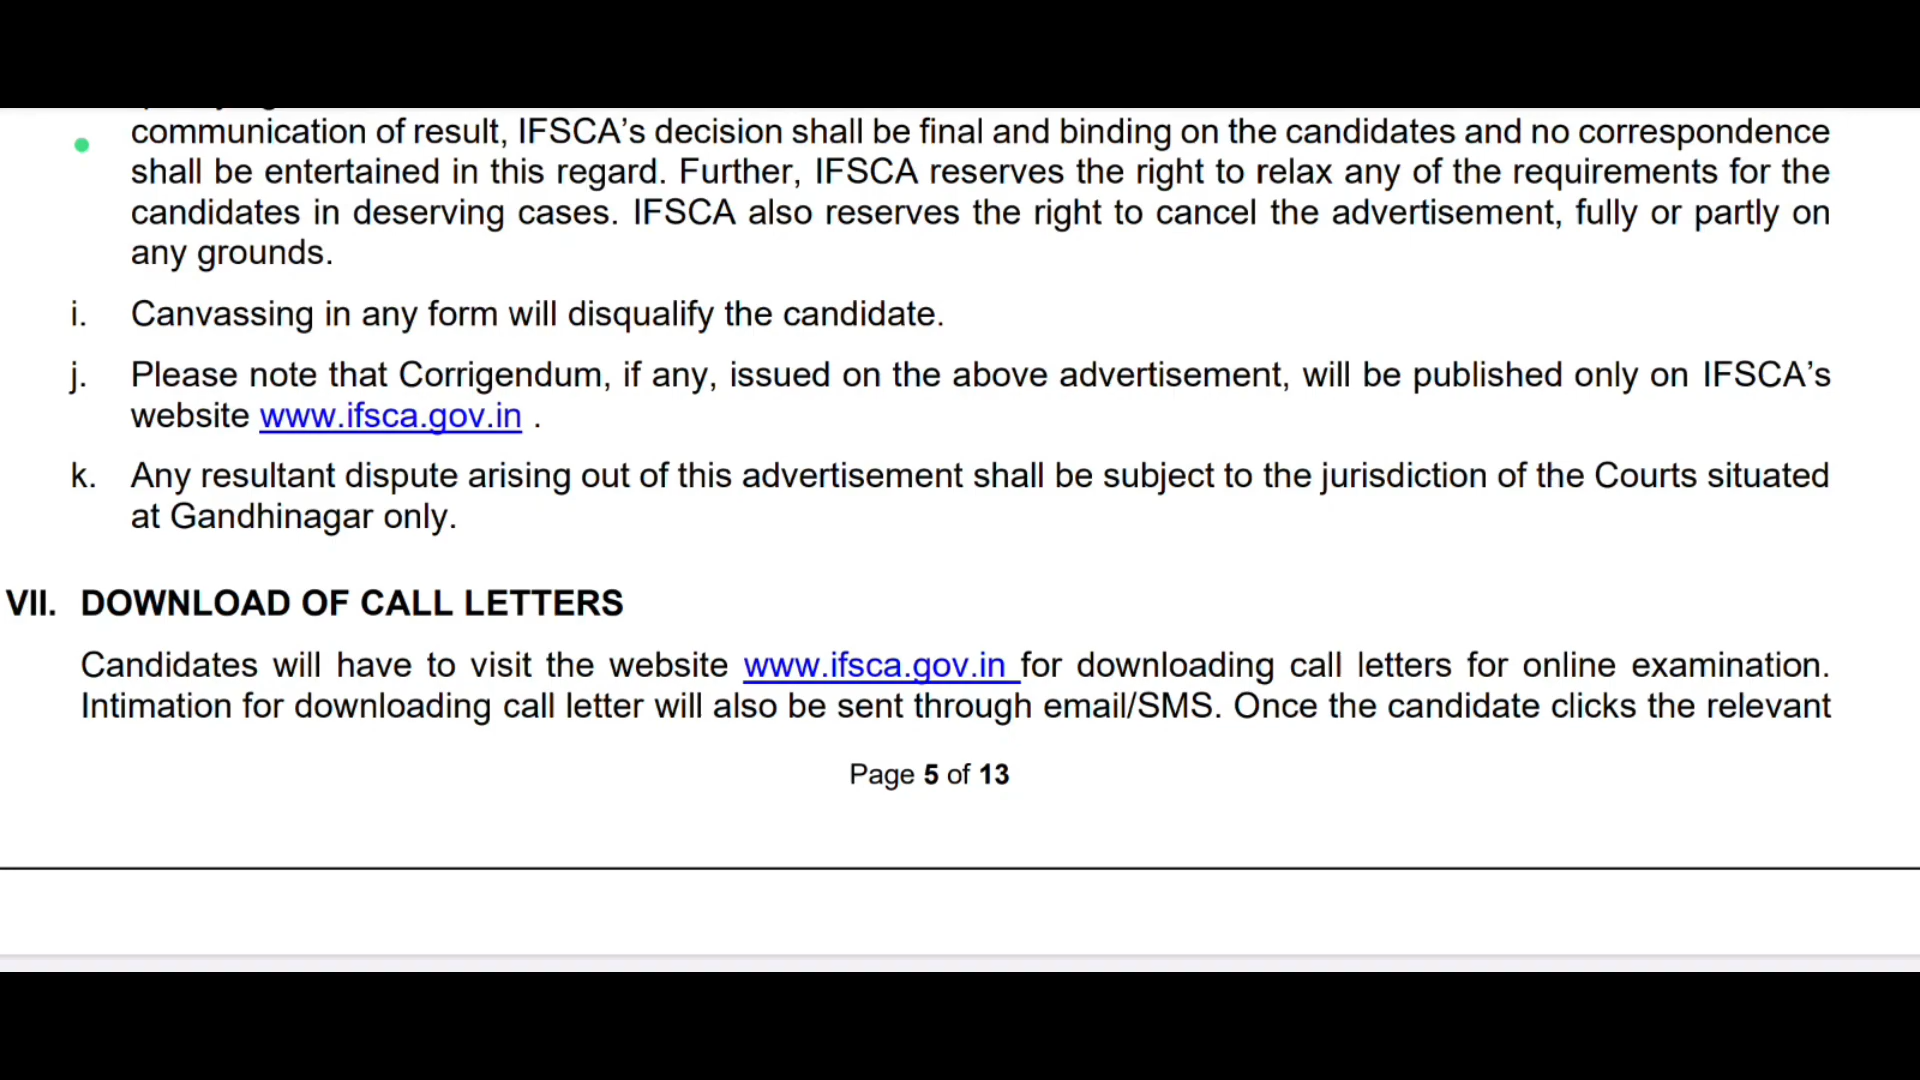 communication of result, IFSCA’s decision shall be final and binding on the candidates and no correspondence
shall be entertained in this regard. Further, IFSCA reserves the right to relax any of the requirements for the
candidates in deserving cases. IFSCA also reserves the right to cancel the advertisement, fully or partly on
any grounds.
i. Canvassing in any form will disqualify the candidate.
j. Please note that Corrigendum, if any, issued on the above advertisement, will be published only on IFSCA’s
website www.ifsca.gov.in .
k. Any resultant dispute arising out of this advertisement shall be subject to the jurisdiction of the Courts situated
at Gandhinagar only.
VII. DOWNLOAD OF CALL LETTERS
Candidates will have to visit the website www.ifsca.gov.in for downloading call letters for online examination.
Intimation for downloading call letter will also be sent through email/SMS. Once the candidate clicks the relevant
Page 5 of 13